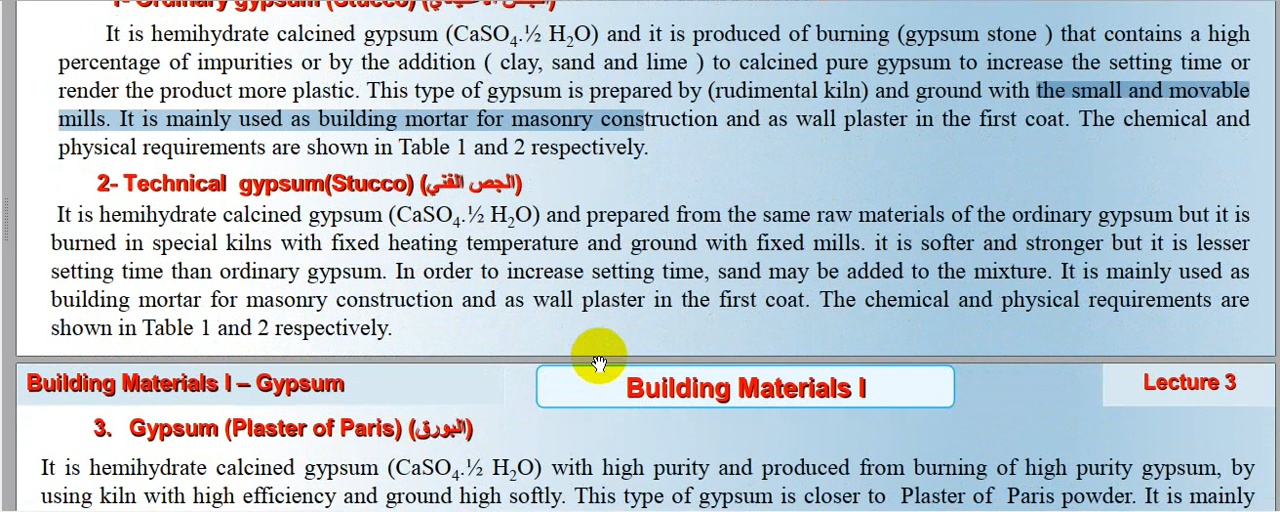 1- Ordinary gypsum (Stucco) (الجص الاعتيادي)
It is hemihydrate calcined gypsum (CaSO₄.½ H₂O) and it is produced of burning (gypsum stone ) that contains a high
percentage of impurities or by the addition ( clay, sand and lime ) to calcined pure gypsum to increase the setting time or
render the product more plastic. This type of gypsum is prepared by (rudimental kiln) and ground with the small and movable
mills. It is mainly used as building mortar for masonry construction and as wall plaster in the first coat. The chemical and
physical requirements are shown in Table 1 and 2 respectively.
2- Technical gypsum(Stucco) (الجص الفني)
It is hemihydrate calcined gypsum (CaSO₄.½ H₂O) and prepared from the same raw materials of the ordinary gypsum but it is
burned in special kilns with fixed heating temperature and ground with fixed mills. it is softer and stronger but it is lesser
setting time than ordinary gypsum. In order to increase setting time, sand may be added to the mixture. It is mainly used as
building mortar for masonry construction and as wall plaster in the first coat. The chemical and physical requirements are
shown in Table 1 and 2 respectively.
Building Materials I – Gypsum
Building Materials I
Lecture 3
3. Gypsum (Plaster of Paris) (البورق)
It is hemihydrate calcined gypsum (CaSO₄.½ H₂O) with high purity and produced from burning of high purity gypsum, by
using kiln with high efficiency and ground high softly. This type of gypsum is closer to Plaster of Paris powder. It is mainly